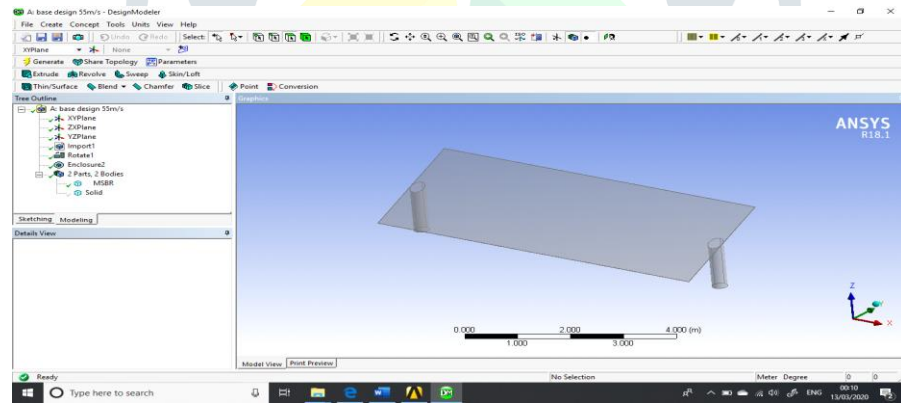 A: base design 55m/s - DesignModeler
File Create Concept Tools Units View Help
Undo Redo Select:
XYPlane None
Generate Share Topology Parameters
Extrude Revolve Sweep Skin/Loft
Thin/Surface Blend Chamfer Slice Point Conversion
Tree Outline
Graphics
A: base design 55m/s
XYPlane
ZXPlane
YZPlane
Import1
Rotate1
Enclosure2
2 Parts, 2 Bodies
MSBR
Solid
Sketching Modeling
Details View
ANSYS
R18.1
Z
Y
X
0.000 2.000 4.000 (m)
1.000 3.000
Model View Print Preview
Ready No Selection Meter Degree 0 0
Type here to search ENG 00:10
13/03/2020